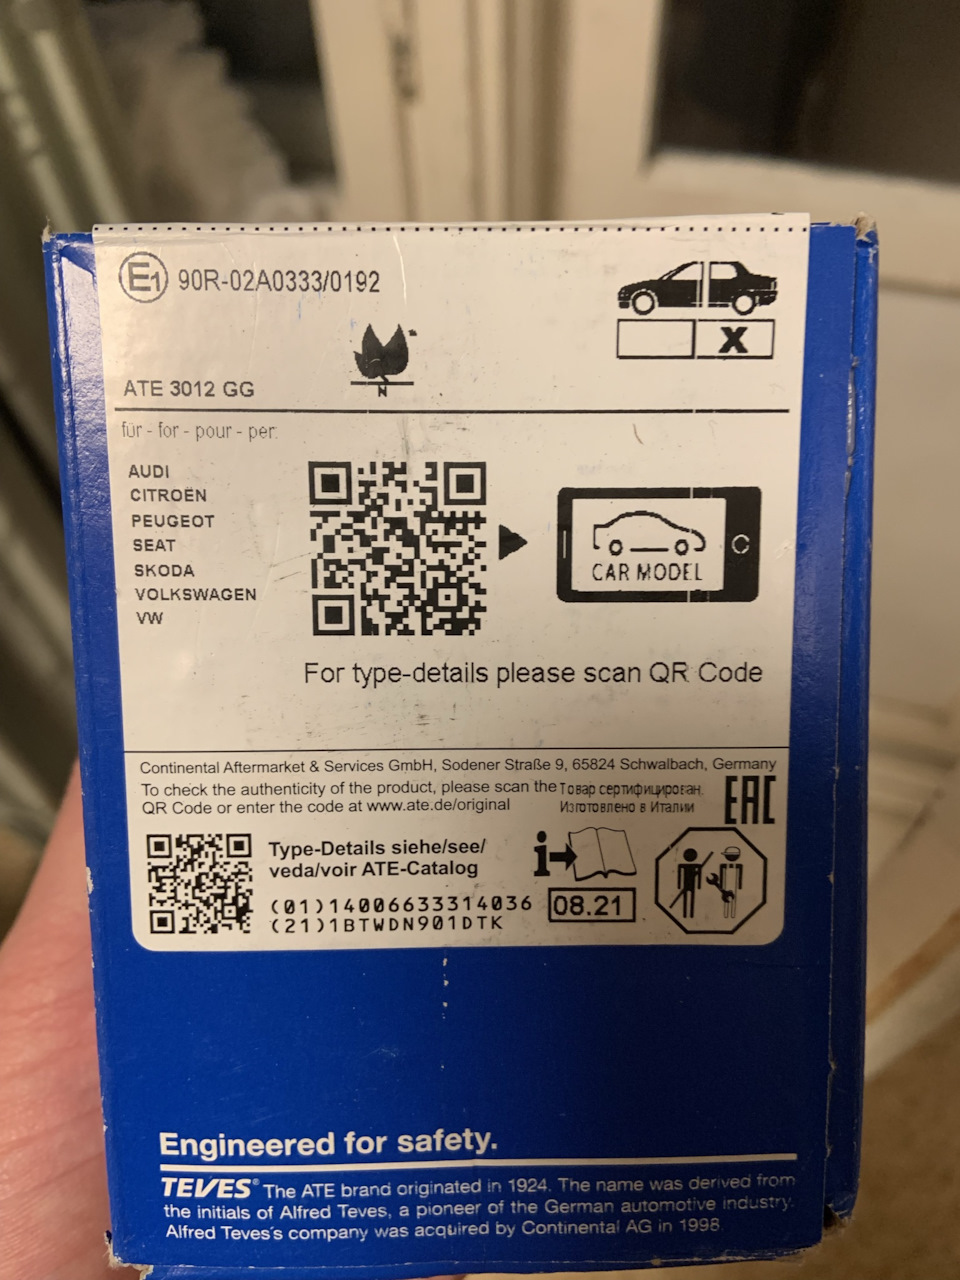 E1 90R-02A0333/0192
X
N
ATE 3012 GG
für - for - pour - per:
AUDI
CITROËN
PEUGEOT
SEAT
SKODA
VOLKSWAGEN
VW
CAR MODEL
For type-details please scan QR Code
Continental Aftermarket & Services GmbH, Sodener Straße 9, 65824 Schwalbach, Germany
To check the authenticity of the product, please scan the
QR Code or enter the code at www.ate.de/original
Товар сертифицирован.
Изготовлено в Италии
EAC
Type-Details siehe/see/
veda/voir ATE-Catalog
(01)14006633314036
(21)1BTWDN901DTK
i
08.21
Engineered for safety.
TEVES® The ATE brand originated in 1924. The name was derived from
the initials of Alfred Teves, a pioneer of the German automotive industry.
Alfred Teves's company was acquired by Continental AG in 1998.